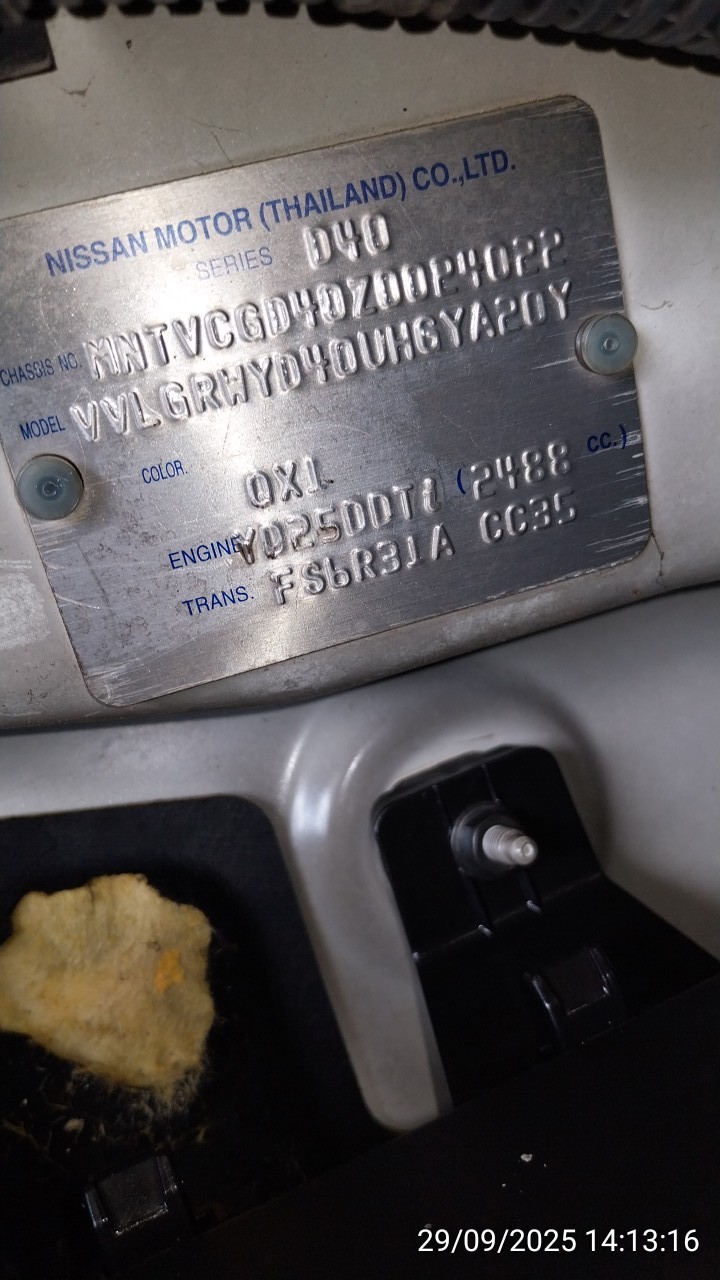 NISSAN MOTOR (THAILAND) CO.,LTD.
SERIES D40
CHASSIS NO. MNTVCGD40Z0024022
MODEL VVLGRWYD40UHGYA20Y
COLOR. QX1
ENGINE YD25DDTi (2488 CC.)
TRANS. FS6R31A CC35
29/09/2025 14:13:16